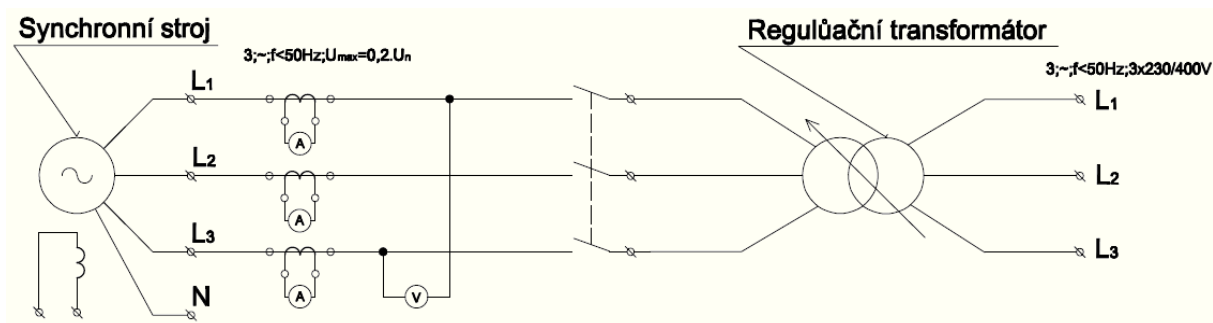 Synchronní stroj
Regulůační transformátor
3;~;f<50Hz;Umax=0,2.Un
3;~;f<50Hz;3x230/400V
L1
L1
A
L2
L2
A
L3
L3
A
V
N